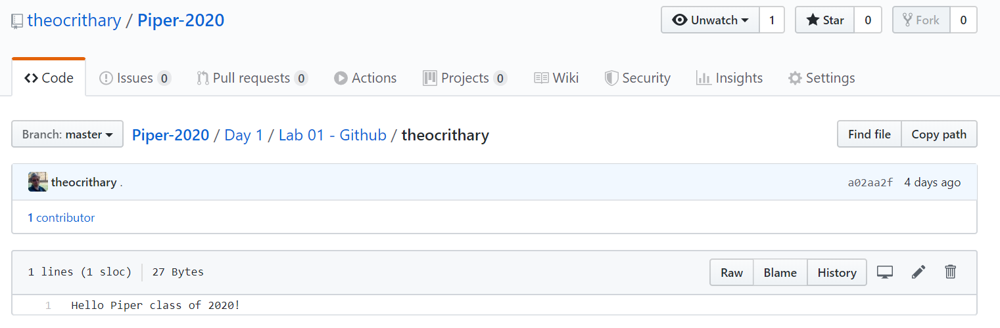 theocrithary / Piper-2020 Unwatch 1 Star 0 Fork 0
Code Issues 0 Pull requests 0 Actions Projects 0 Wiki Security Insights Settings
Branch: master Piper-2020 / Day 1 / Lab 01 - Github / theocrithary Find file Copy path
theocrithary . a02aa2f 4 days ago
1 contributor
1 lines (1 sloc) 27 Bytes Raw Blame History
1 Hello Piper class of 2020!